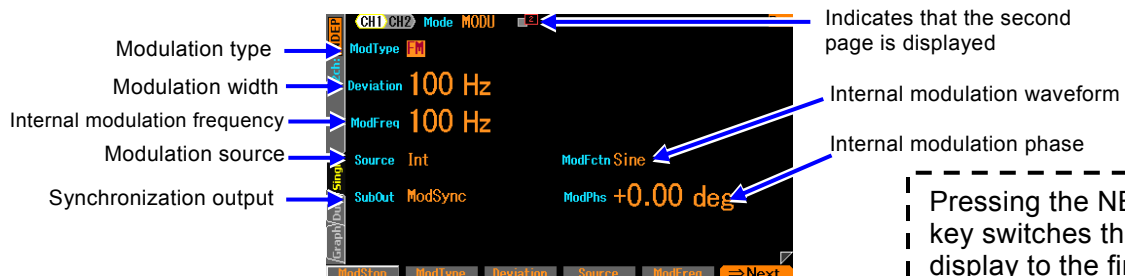 Modulation type
Modulation width
Internal modulation frequency
Modulation source
Synchronization output
CH1 CH2 Mode MODU 2
ModType FM
Deviation 100 Hz
ModFreq 100 Hz
Source Int
ModFctn Sine
SubOut ModSync
ModPhs +0.00 deg
ModStop ModType Deviation Source ModFreq ⇒Next
Indicates that the second
page is displayed
Internal modulation waveform
Internal modulation phase
Pressing the
key switches
display to the